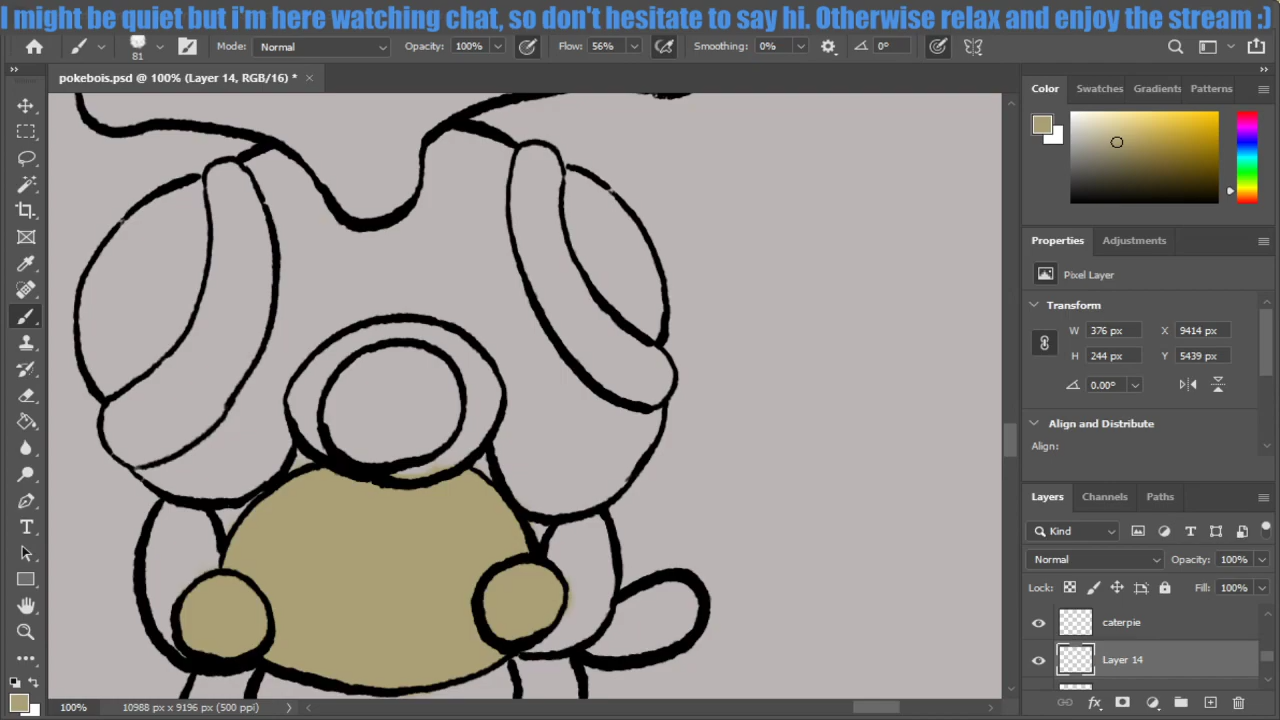 I might be quiet but i'm here watching chat, so don't hesitate to say hi. Otherwise relax and enjoy the stream :)
81 Mode: Normal Opacity: 100% Flow: 56% Smoothing: 0% 0°
pokebois.psd @ 100% (Layer 14, RGB/16) *
Color Swatches Gradients Patterns
Properties Adjustments
Pixel Layer
Transform
W 376 px X 9414 px
H 244 px Y 5439 px
0.00°
Align and Distribute
Align:
Layers Channels Paths
Kind
Normal Opacity: 100%
Lock: Fill: 100%
caterpie
Layer 14
100% 10988 px x 9196 px (500 ppi)